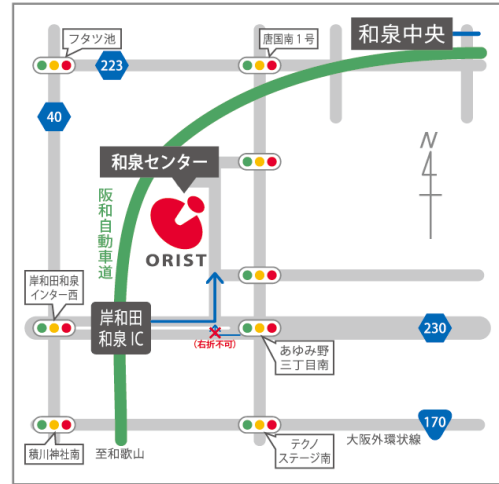 フタツ池
唐国南1号
和泉中央
223
40
和泉センター
N
4
阪和自動車道
ORIST
岸和田和泉
インター西
岸和田
和泉IC
230
(右折不可)
あゆみ野
三丁目南
170
積川神社南
至和歌山
テクノ
ステージ南
大阪外環状線